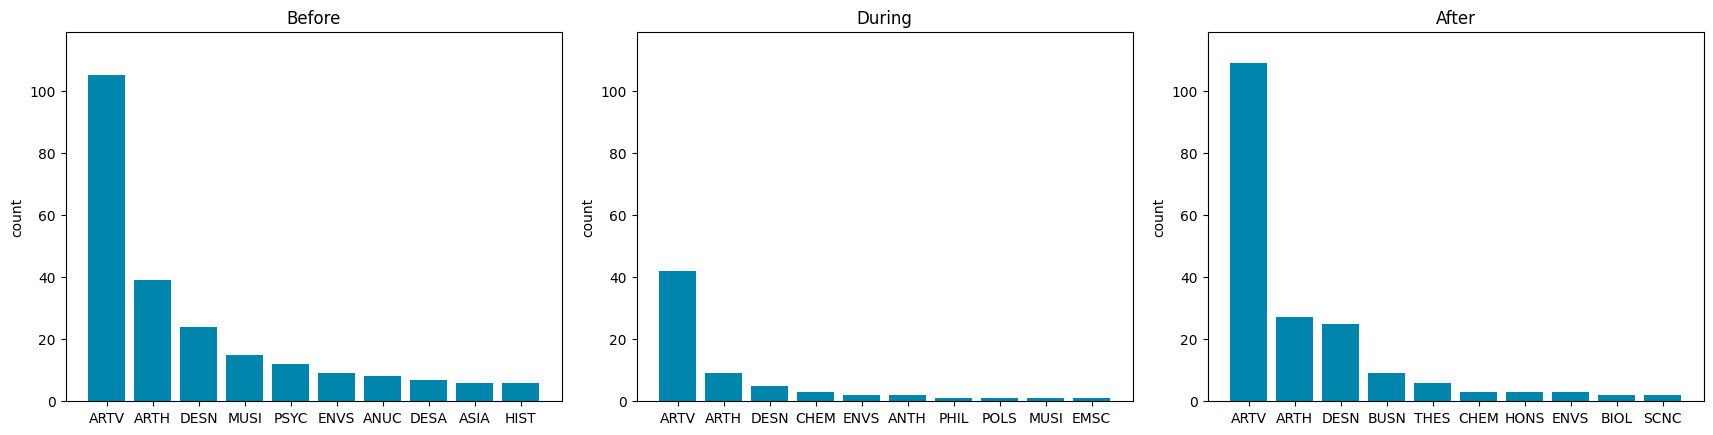 Before
count
100
80
60
40
20
0
ARTV ARTH DESN MUSI PSYC ENVS ANUC DESA ASIA HIST
During
count
100
80
60
40
20
0
ARTV ARTH DESN CHEM ENVS ANTH PHIL POLS MUSI EMSC
After
count
100
80
60
40
20
0
ARTV ARTH DESN BUSN THES CHEM HONS ENVS BIOL SCNC